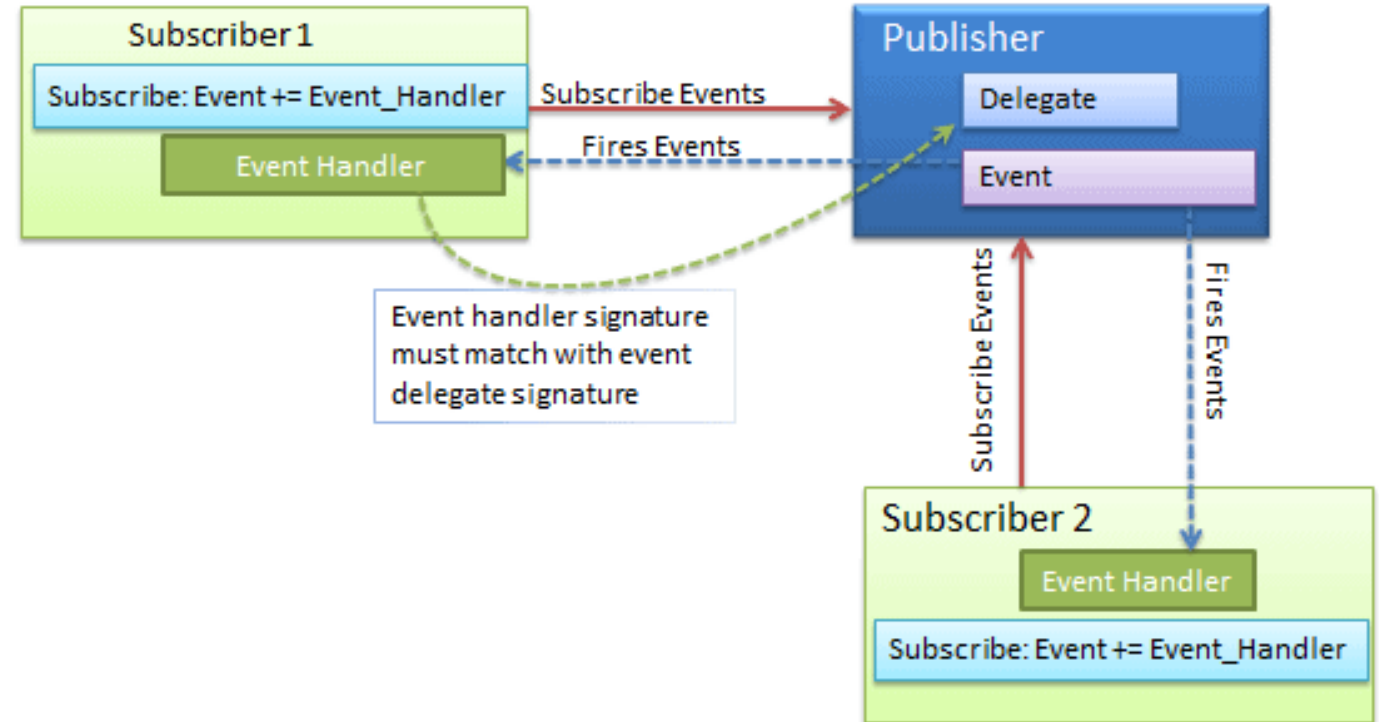 Subscriber 1
Subscribe: Event += Event_Handler
Event Handler
Subscribe Events
Fires Events
Publisher
Delegate
Event
Event handler signature
must match with event
delegate signature
Subscribe Events
Fires Events
Subscriber 2
Event Handler
Subscribe: Event += Event_Handler